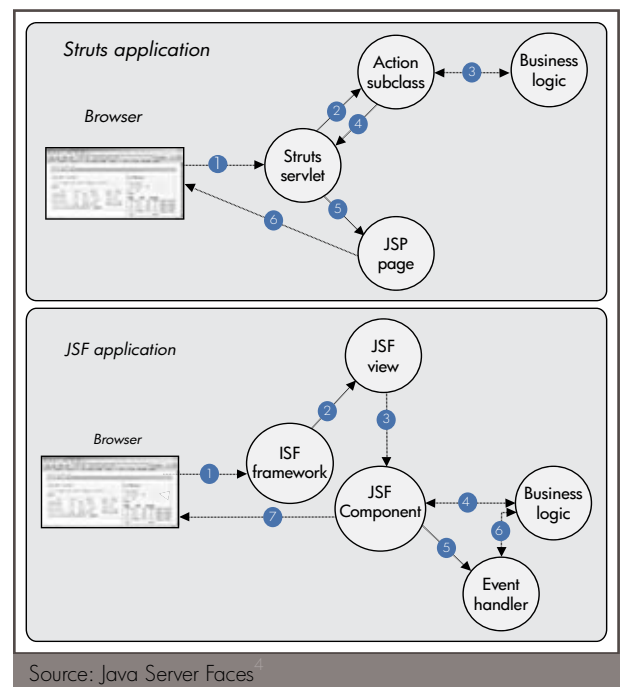 Struts application
Action
subclass
3
Business
logic
2
4
Browser
1
Struts
servlet
5
6
JSP
page
JSF application
JSF
view
2
3
Browser
1
ISF
framework
JSF
Component
4
Business
logic
7
5
6
Event
handler
Source: Java Server Faces4